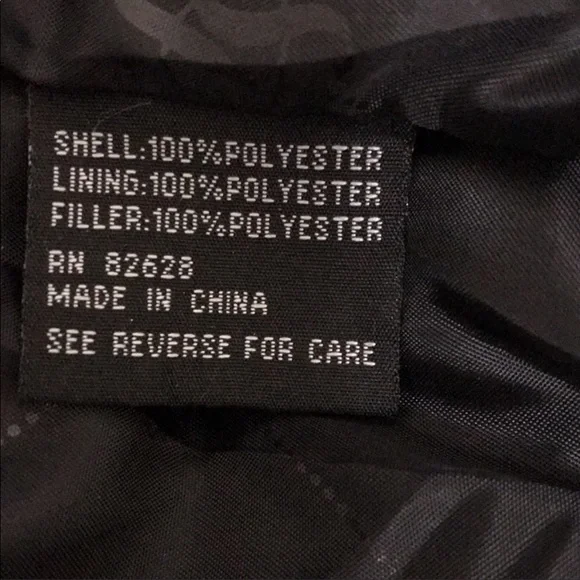 SHELL:100%POLYESTER
LINING:100%POLYESTER
FILLER:100%POLYESTER
RN 82628
MADE IN CHINA
SEE REVERSE FOR CARE